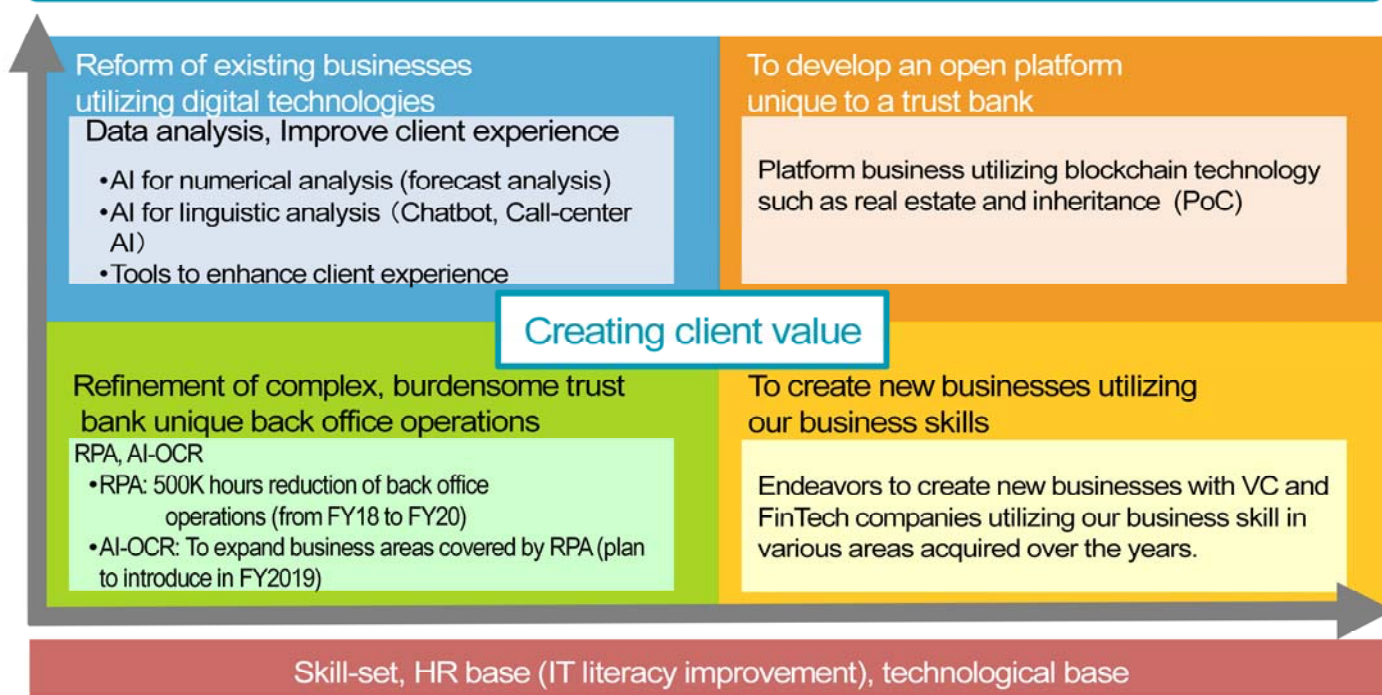 Reform of existing businesses
utilizing digital technologies
Data analysis, Improve client experience
•AI for numerical analysis (forecast analysis)
•AI for linguistic analysis（Chatbot, Call-center
AI）
•Tools to enhance client experience
To develop an open platform
unique to a trust bank
Platform business utilizing blockchain technology
such as real estate and inheritance (PoC)
Creating client value
Refinement of complex, burdensome trust
bank unique back office operations
RPA, AI-OCR
•RPA: 500K hours reduction of back office
operations (from FY18 to FY20)
•AI-OCR: To expand business areas covered by RPA (plan
to introduce in FY2019)
To create new businesses utilizing
our business skills
Endeavors to create new businesses with VC and
FinTech companies utilizing our business skill in
various areas acquired over the years.
Skill-set, HR base (IT literacy improvement), technological base